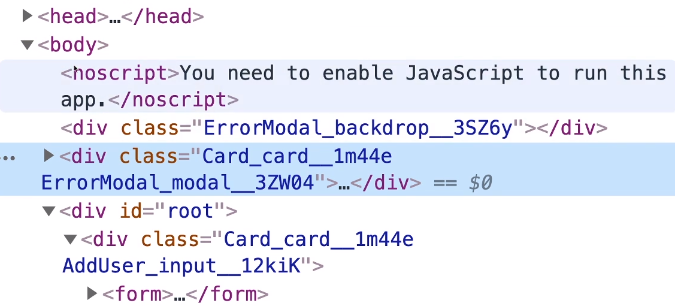 ▶<head>…</head>
▼<body>
<noscript>You need to enable JavaScript to run this
app.</noscript>
<div class="ErrorModal_backdrop__3SZ6y"></div>
… ▶<div class="Card_card__1m44e
ErrorModal_modal__3ZW04">…</div> == $0
▼<div id="root">
▼<div class="Card_card__1m44e
AddUser_input__12kiK">
▶<form>…</form>